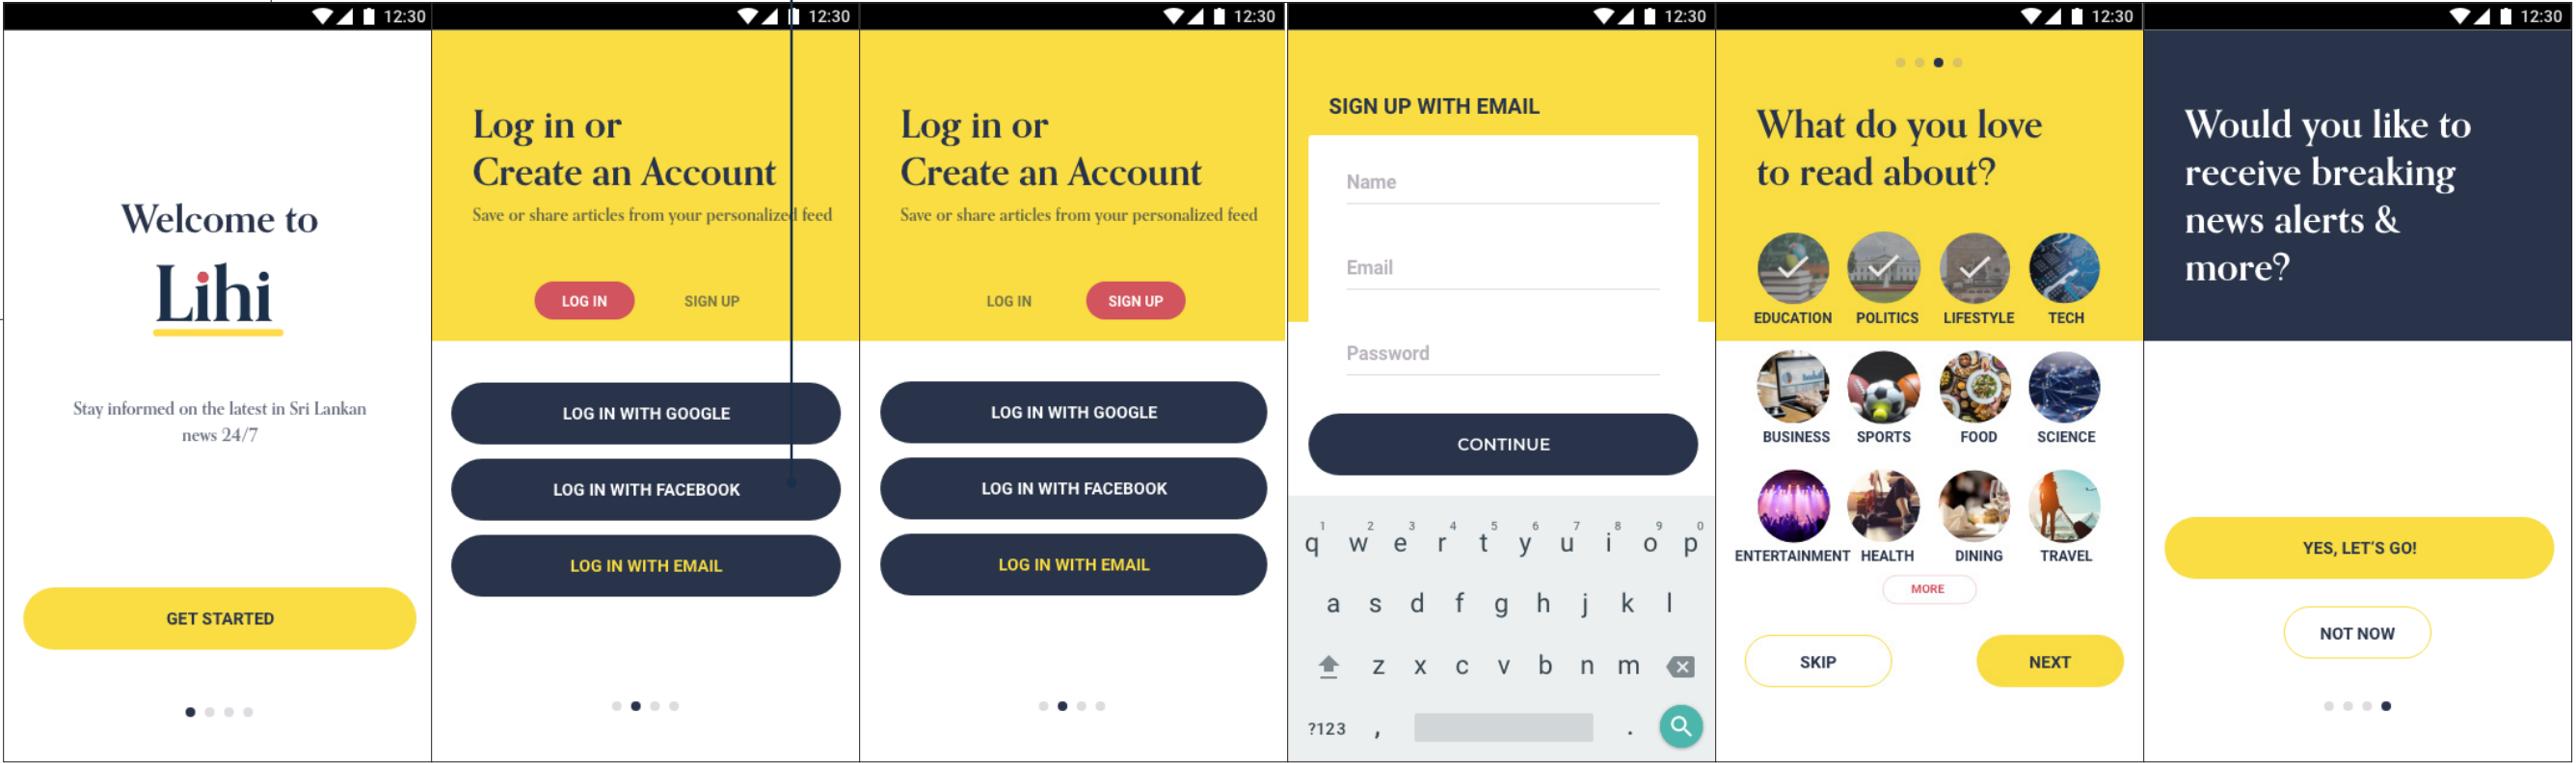 12:30
Welcome to
Lihi
Stay informed on the latest in Sri Lankan
news 24/7
GET STARTED
12:30
Log in or
Create an Account
Save or share articles from your personalized feed
LOG IN SIGN UP
LOG IN WITH GOOGLE
LOG IN WITH FACEBOOK
LOG IN WITH EMAIL
12:30
Log in or
Create an Account
Save or share articles from your personalized feed
LOG IN SIGN UP
LOG IN WITH GOOGLE
LOG IN WITH FACEBOOK
LOG IN WITH EMAIL
12:30
SIGN UP WITH EMAIL
Name
Email
Password
CONTINUE
1 2 3 4 5 6 7 8 9 0
q w e r t y u i o p
a s d f g h j k l
z x c v b n m
?123 , .
12:30
What do you love
to read about?
EDUCATION POLITICS LIFESTYLE TECH
BUSINESS SPORTS FOOD SCIENCE
ENTERTAINMENT HEALTH DINING TRAVEL
MORE
SKIP NEXT
12:30
Would you like to
receive breaking
news alerts &
more?
YES, LET'S GO!
NOT NOW